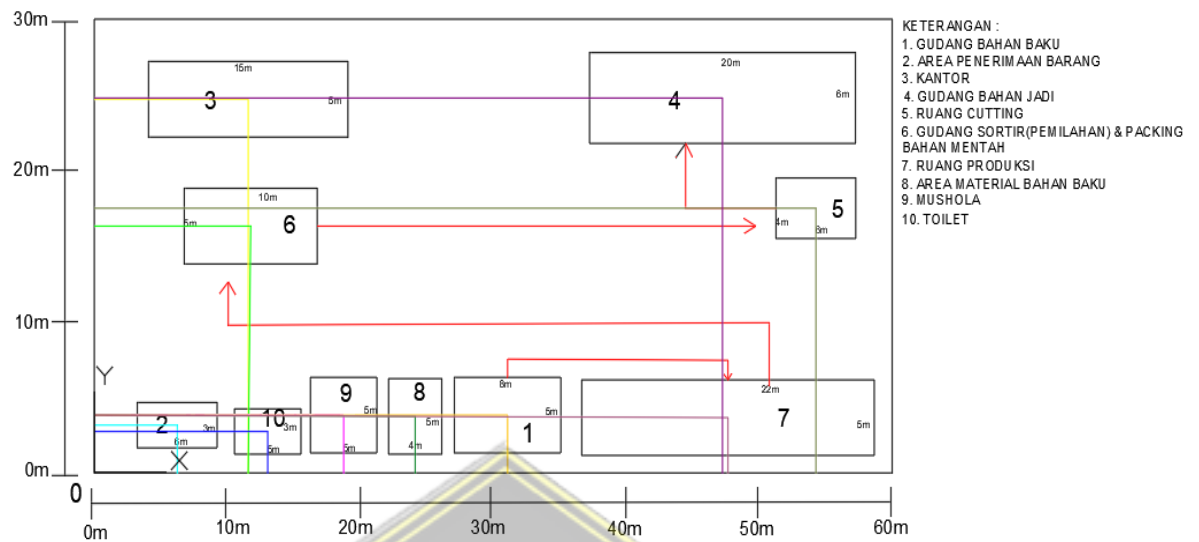 30m
20m
10m
0m
0
0m
10m
20m
30m
40m
50m
60m
Y
X
15m
3
5m
20m
4
6m
10m
5m
6
5
4m
6m
2
3m
6m
10
3m
5m
9
5m
5m
8
5m
4m
8m
5m
1
22m
7
5m
KETERANGAN :
1. GUDANG BAHAN BAKU
2. AREA PENERIMAAN BARANG
3. KANTOR
4. GUDANG BAHAN JADI
5. RUANG CUTTING
6. GUDANG SORTIR(PEMILAHAN) & PACKING
BAHAN MENTAH
7. RUANG PRODUKSI
8. AREA MATERIAL BAHAN BAKU
9. MUSHOLA
10. TOILET